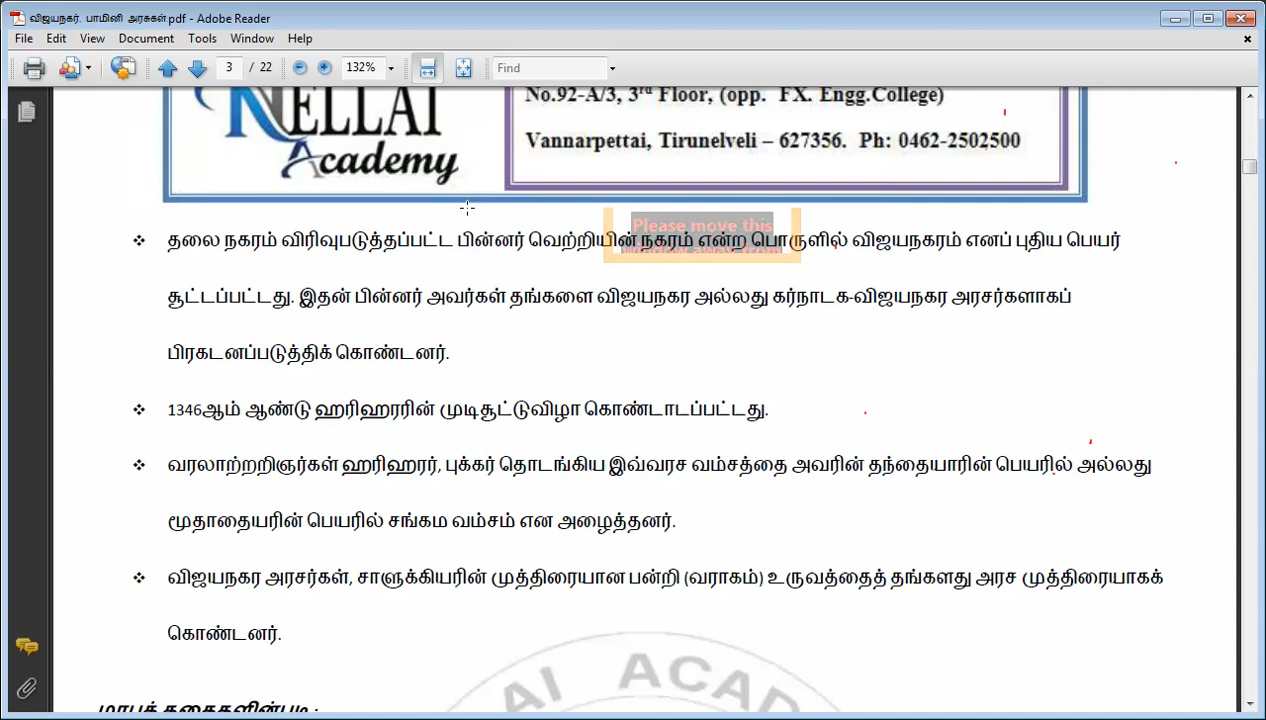 விஜயநகர், பாமினி அரசுகள்.pdf - Adobe Reader
File Edit View Document Tools Window Help
3 / 22 132% Find
NELLAI
Academy
No.92-A/3, 3rd Floor, (opp. FX. Engg.College)
Vannarpettai, Tirunelveli – 627356. Ph: 0462-2502500
Please move this
window away from
❖ தலை நகரம் விரிவுபடுத்தப்பட்ட பின்னர் வெற்றியின் நகரம் என்ற பொருளில் விஜயநகரம் எனப் புதிய பெயர்
சூட்டப்பட்டது. இதன் பின்னர் அவர்கள் தங்களை விஜயநகர அல்லது கர்நாடக-விஜயநகர அரசர்களாகப்
பிரகடனப்படுத்திக் கொண்டனர்.
❖ 1346ஆம் ஆண்டு ஹரிஹரரின் முடிசூட்டுவிழா கொண்டாடப்பட்டது.
❖ வரலாற்றறிஞர்கள் ஹரிஹரர், புக்கர் தொடங்கிய இவ்வரச வம்சத்தை அவரின் தந்தையாரின் பெயரில் அல்லது
மூதாதையரின் பெயரில் சங்கம வம்சம் என அழைத்தனர்.
❖ விஜயநகர அரசர்கள், சாளுக்கியரின் முத்திரையான பன்றி (வராகம்) உருவத்தைத் தங்களது அரச முத்திரையாகக்
கொண்டனர்.
AI ACAD